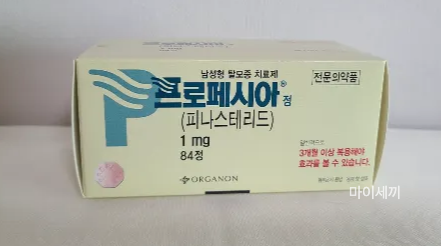 남성형 탈모증 치료제
전문의약품
프로페시아® 정
(피나스테리드)
1 mg
84정
3개월 이상 복용해야
효과을 볼 수 있습니다.
ORGANON
마이세끼